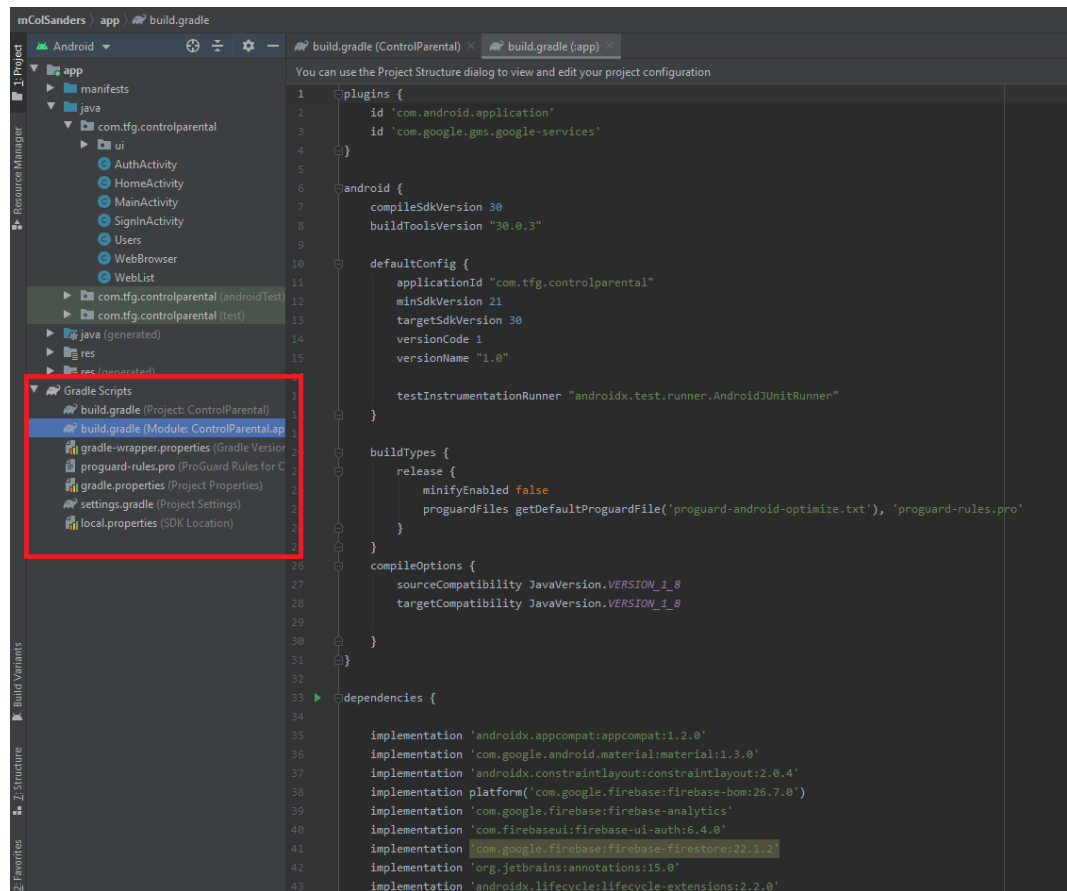 mColSanders › app › build.gradle
1: Project
Resource Manager
Build Variants
7: Structure
2: Favorites
Android
app
manifests
java
com.tfg.controlparental
ui
AuthActivity
HomeActivity
MainActivity
SignInActivity
Users
WebBrowser
WebList
com.tfg.controlparental (androidTest)
com.tfg.controlparental (test)
java (generated)
res
res (generated)
Gradle Scripts
build.gradle (Project: ControlParental)
build.gradle (Module: ControlParental.ap
gradle-wrapper.properties (Gradle Version
proguard-rules.pro (ProGuard Rules for C
gradle.properties (Project Properties)
settings.gradle (Project Settings)
local.properties (SDK Location)
build.gradle (ControlParental) build.gradle (:app)
You can use the Project Structure dialog to view and edit your project configuration
1 plugins {
2 id 'com.android.application'
3 id 'com.google.gms.google-services'
4 }
5
6 android {
7 compileSdkVersion 30
8 buildToolsVersion "30.0.3"
9
10 defaultConfig {
11 applicationId "com.tfg.controlparental"
12 minSdkVersion 21
13 targetSdkVersion 30
14 versionCode 1
15 versionName "1.0"
testInstrumentationRunner "androidx.test.runner.AndroidJUnitRunner"
}
buildTypes {
release {
minifyEnabled false
proguardFiles getDefaultProguardFile('proguard-android-optimize.txt'), 'proguard-rules.pro'
}
}
26 compileOptions {
27 sourceCompatibility JavaVersion.VERSION_1_8
28 targetCompatibility JavaVersion.VERSION_1_8
29
30 }
31 }
32
33 dependencies {
34
35 implementation 'androidx.appcompat:appcompat:1.2.0'
36 implementation 'com.google.android.material:material:1.3.0'
37 implementation 'androidx.constraintlayout:constraintlayout:2.0.4'
38 implementation platform('com.google.firebase:firebase-bom:26.7.0')
39 implementation 'com.google.firebase:firebase-analytics'
40 implementation 'com.firebaseui:firebase-ui-auth:6.4.0'
41 implementation 'com.google.firebase:firebase-firestore:22.1.2'
42 implementation 'org.jetbrains:annotations:15.0'
43 implementation 'androidx.lifecycle:lifecycle-extensions:2.2.0'